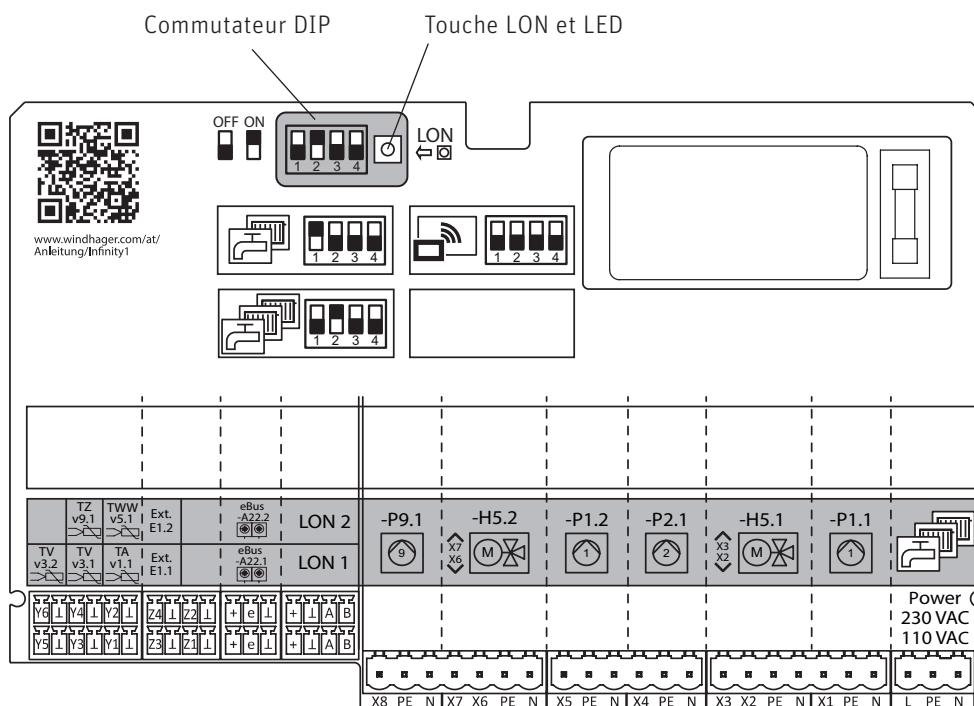 Commutateur DIP
Touche LON et LED
OFF ON
LON
1 2 3 4
www.windhager.com/at/
Anleitung/Infinity1
1 2 3 4
1 2 3 4
1 2 3 4
TZ
v9.1
TWW
v5.1
Ext.
E1.2
eBus
-A22.2
LON 2
-P9.1
9
-H5.2
X7
X6
M
-P1.2
1
-P2.1
2
-H5.1
X3
X2
M
-P1.1
1
TV
v3.2
TV
v3.1
TA
v1.1
Ext.
E1.1
eBus
-A22.1
LON 1
Power
230 VAC
110 VAC
Y6 ⊥ Y4 ⊥ Y2 ⊥ Z4 ⊥ Z2 ⊥ + e ⊥ + ⊥ A B
Y5 ⊥ Y3 ⊥ Y1 ⊥ Z3 ⊥ Z1 ⊥ + e ⊥ + ⊥ A B
X8 PE N X7 X6 PE N X5 PE N X4 PE N X3 X2 PE N X1 PE N L PE N